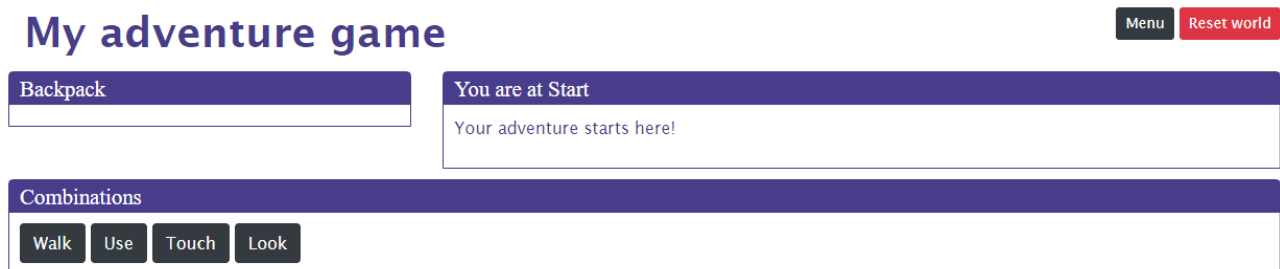 My adventure game
Menu
Reset world
Backpack
You are at Start
Your adventure starts here!
Combinations
Walk
Use
Touch
Look